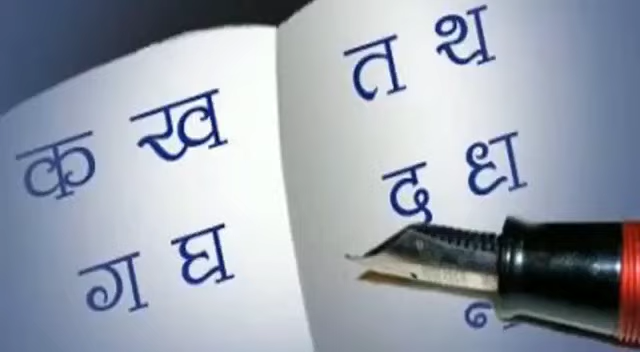 क ख
ग घ
त थ
द ध